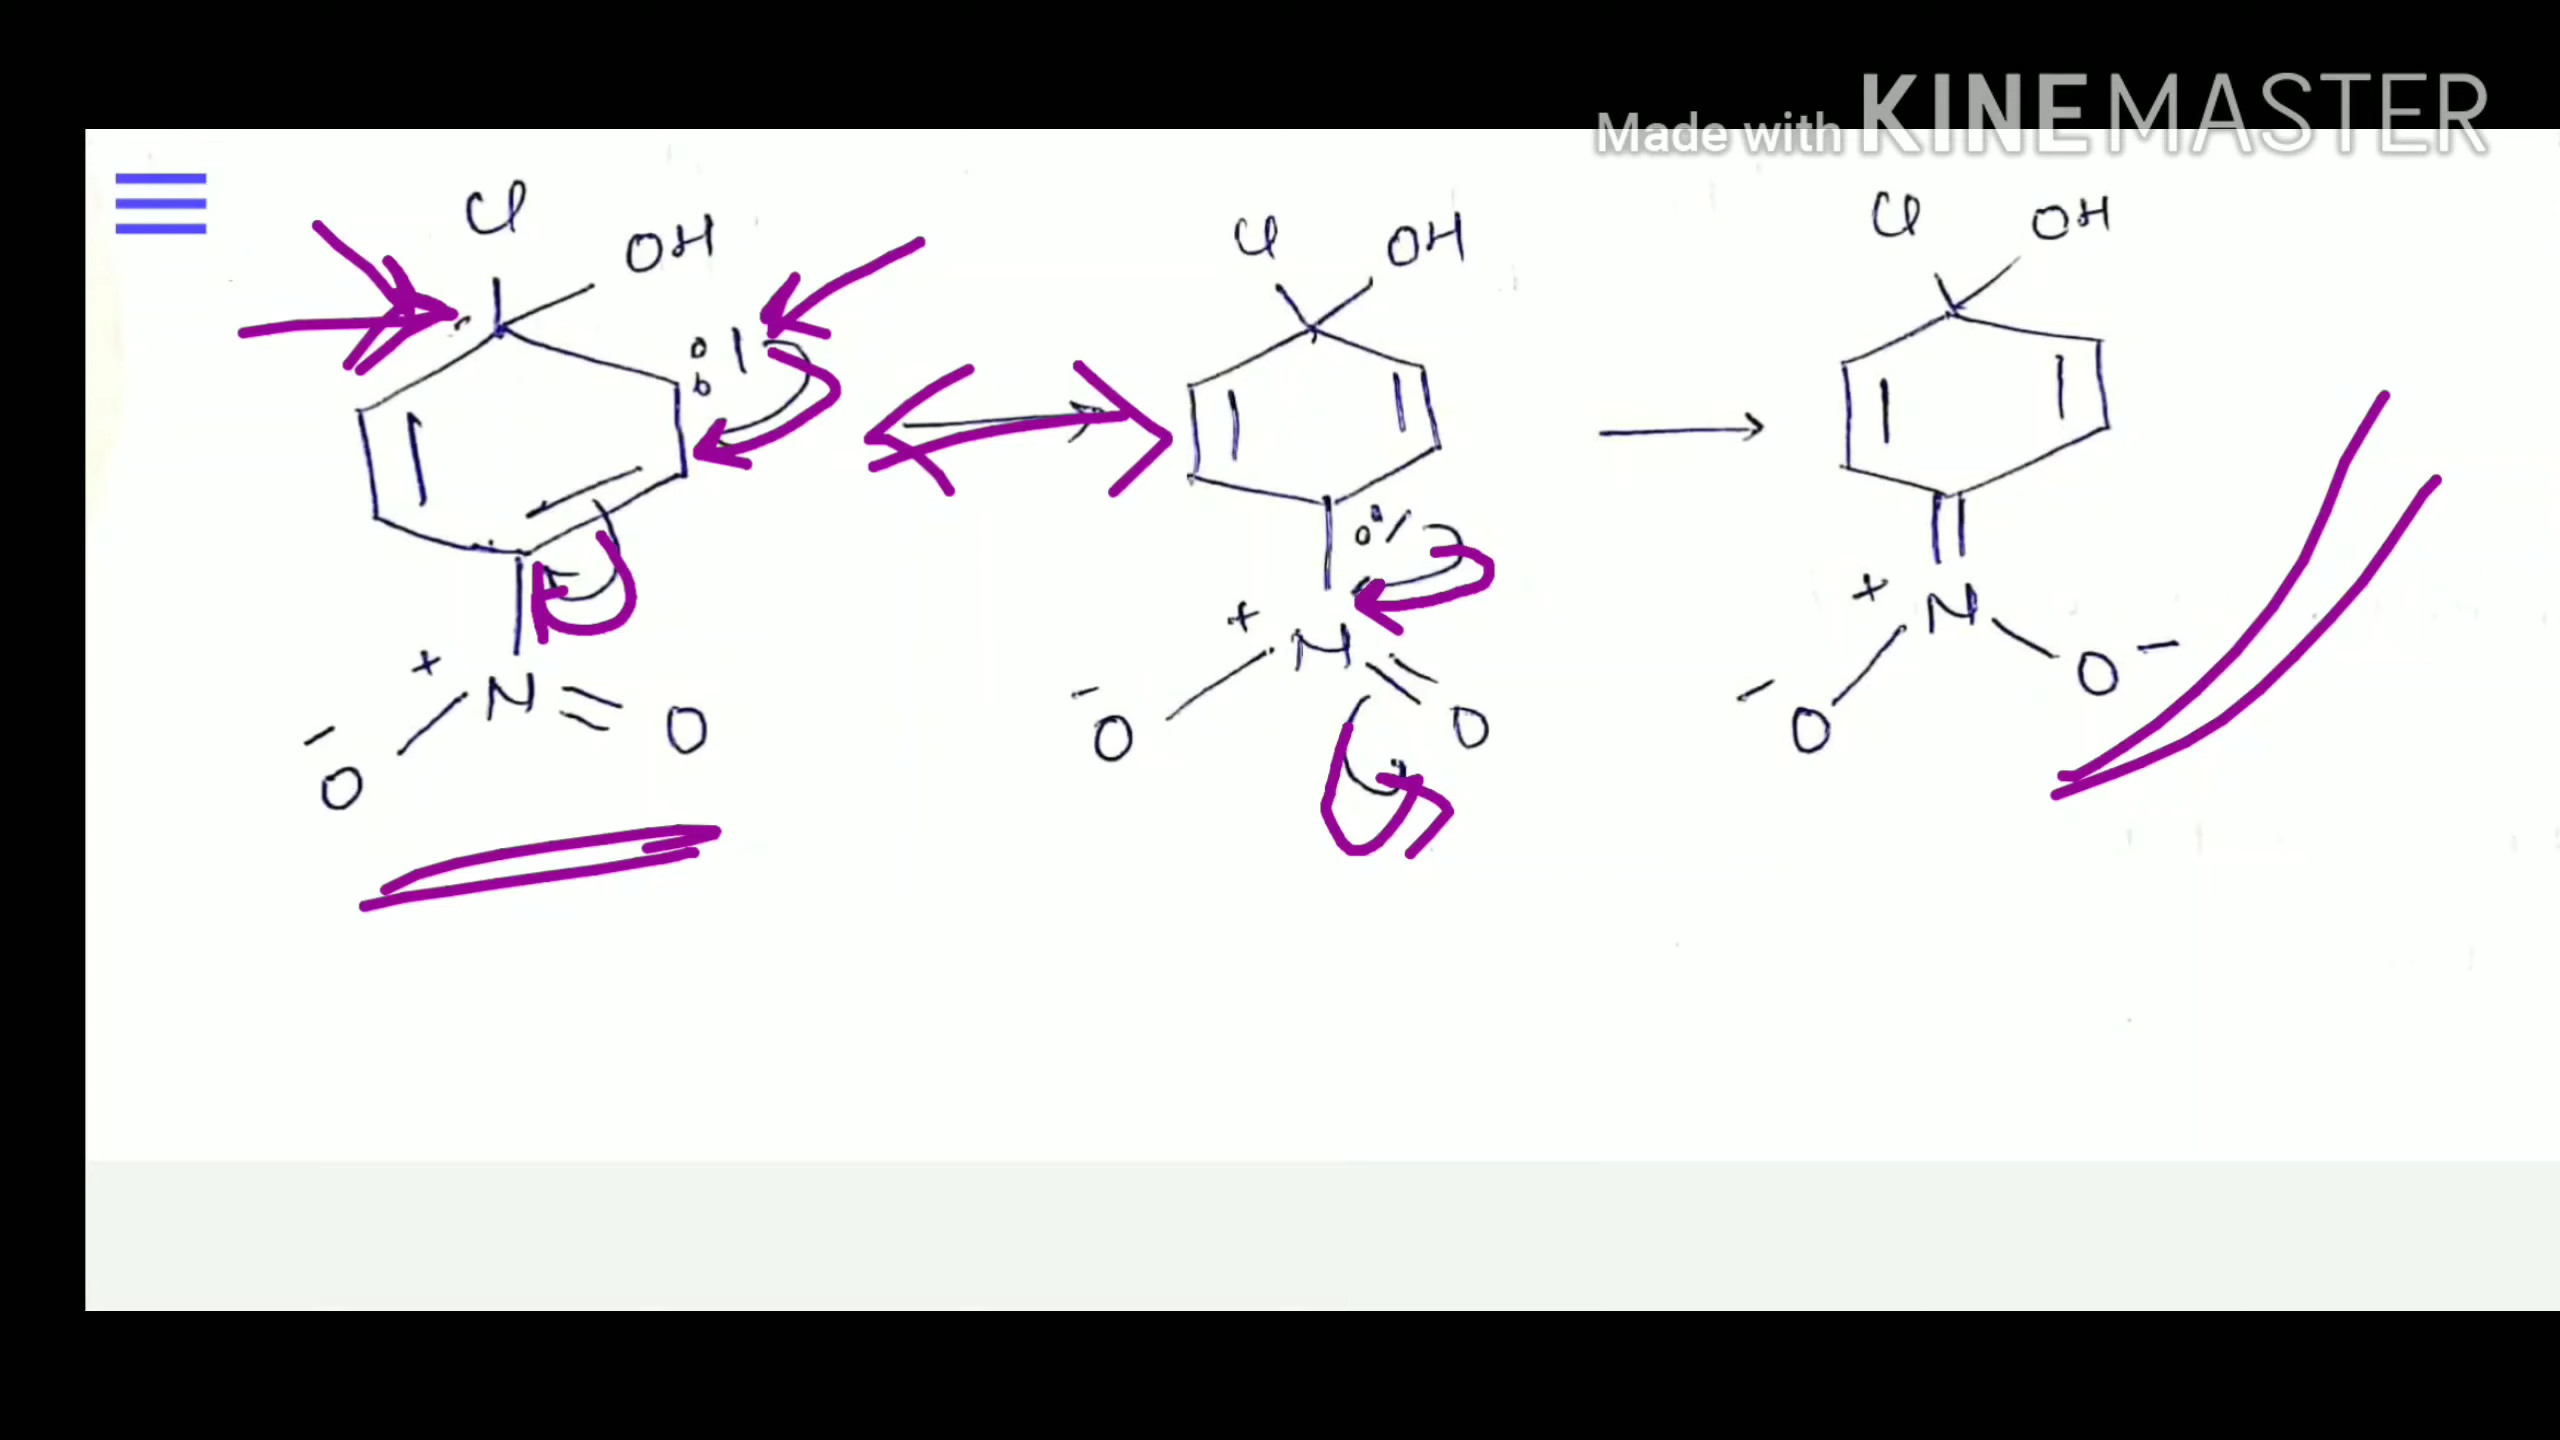 Made with KINEMASTER
Cl OH
Cl OH
Cl OH
+ N = O
- O
+ N = O
- O
+ N O -
- O